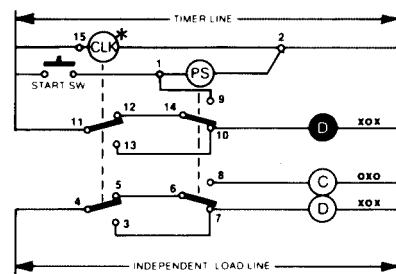 TIMER LINE
15 CLK * 2
START SW 1 PS
9
12 14
11 10 D XOX
13
8 C OXO
5 6
4 7 D XOX
3
INDEPENDENT LOAD LINE